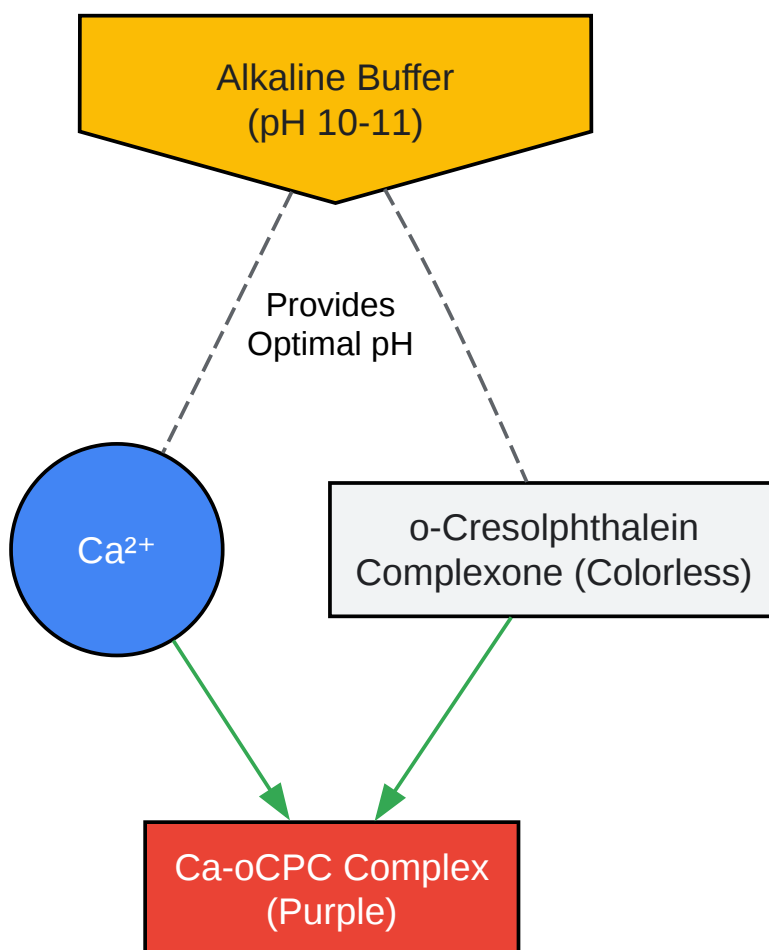 Alkaline Buffer
(pH 10-11)
Provides
Optimal pH
Ca²⁺
o-Cresolphthalein
Complexone (Colorless)
Ca-oCPC Complex
(Purple)